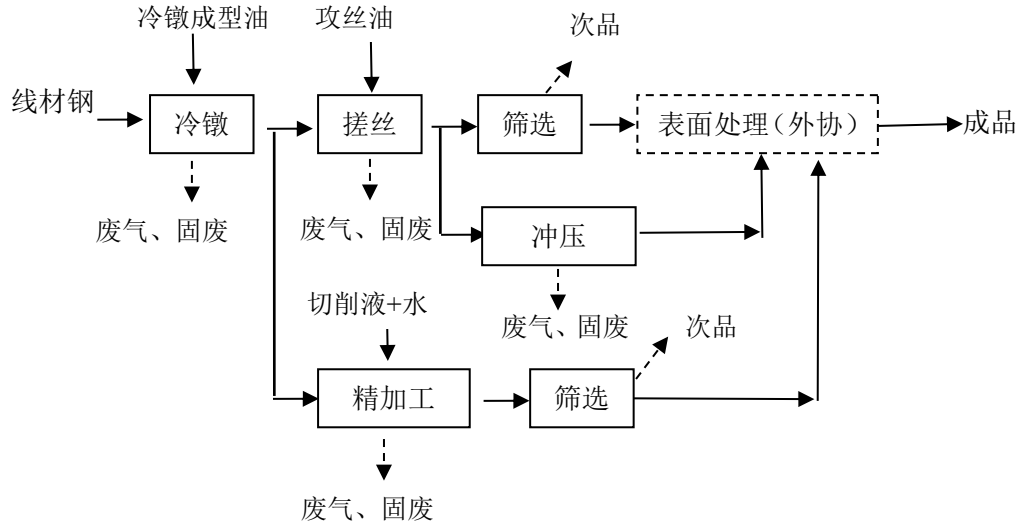 冷镦成型油
攻丝油
次品
线材钢
冷镦
搓丝
筛选
表面处理（外协）
成品
废气、固废
废气、固废
冲压
切削液+水
废气、固废
次品
精加工
筛选
废气、固废